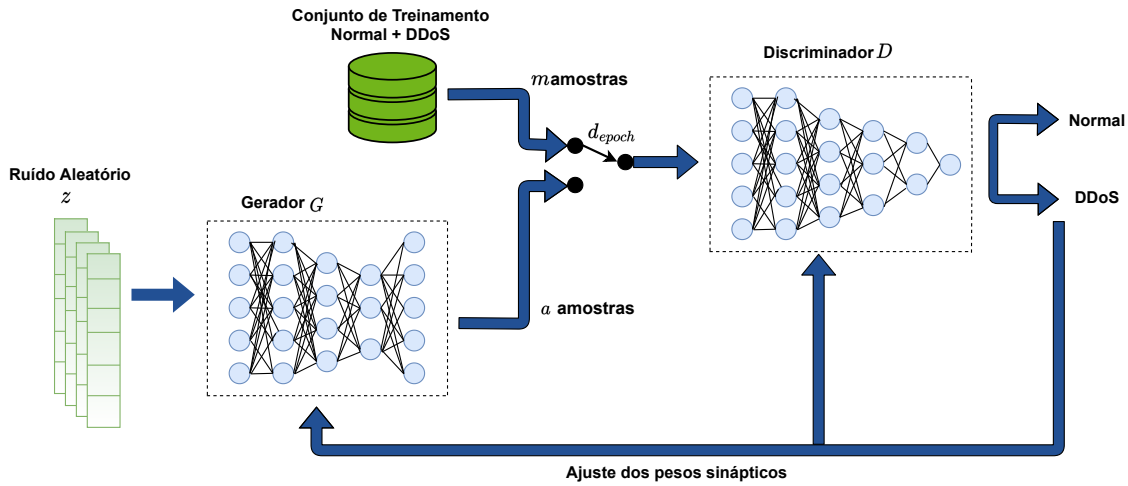 Conjunto de Treinamento
Normal + DDoS
Discriminador D
m amostras
d_epoch
Normal
Ruído Aleatório
z
DDoS
Gerador G
a amostras
Ajuste dos pesos sinápticos